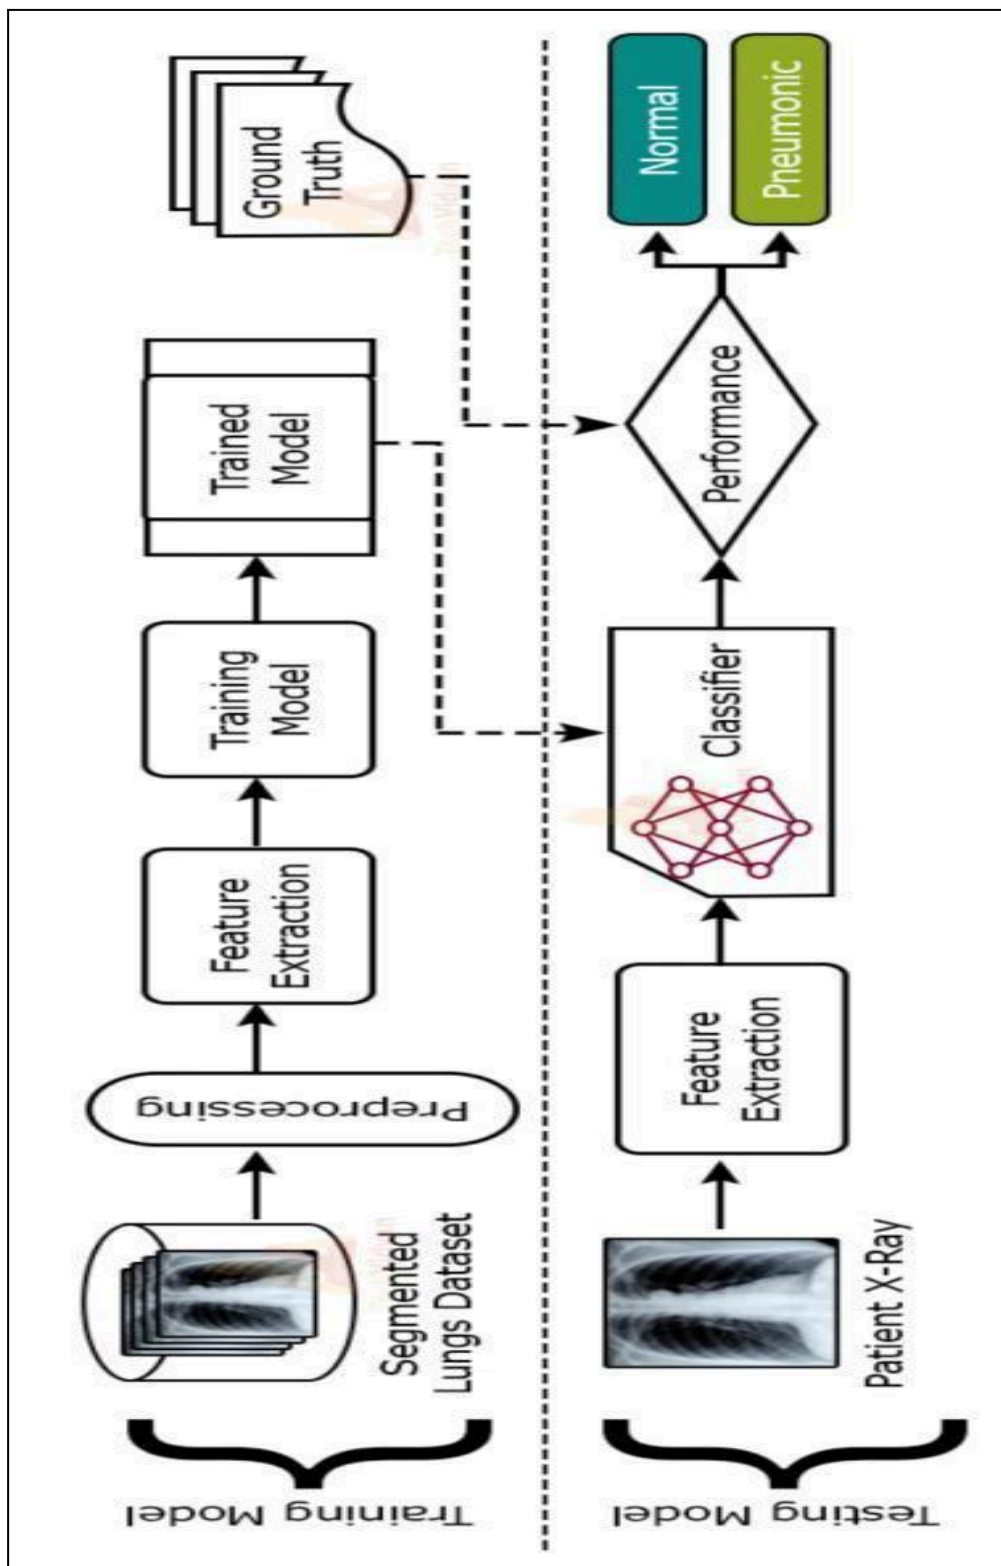 Training Model
Segmented
Lungs Dataset
Preprocessing
Feature
Extraction
Training
Model
Trained
Model
Ground
Truth
Testing Model
Patient X-Ray
Feature
Extraction
Classifier
Performance
Normal
Pneumonic